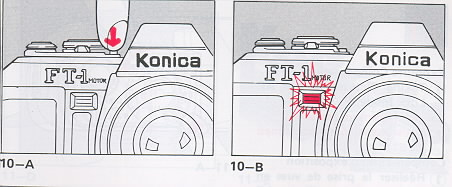 Konica
FT-1 MOTOR
10-A
Konica
FT-1 MOTOR
10-B